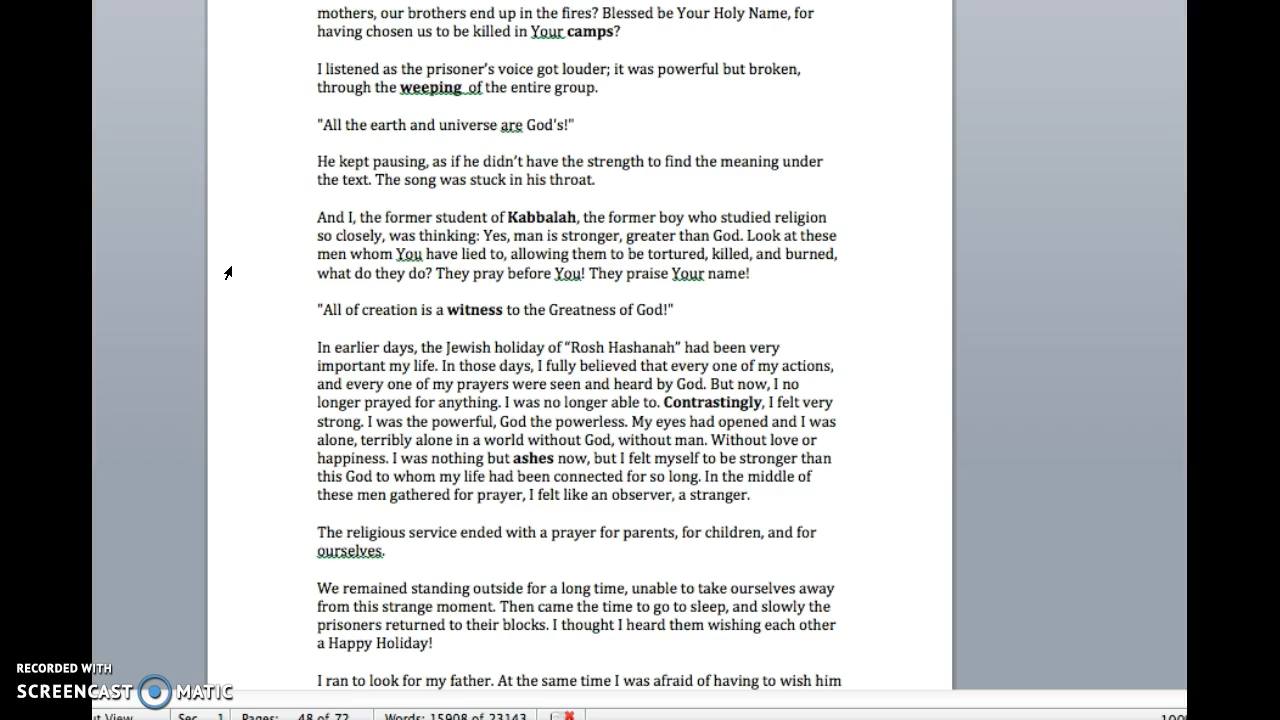 mothers, our brothers end up in the fires? Blessed be Your Holy Name, for
having chosen us to be killed in Your camps?
I listened as the prisoner's voice got louder; it was powerful but broken,
through the weeping of the entire group.
"All the earth and universe are God's!"
He kept pausing, as if he didn't have the strength to find the meaning under
the text. The song was stuck in his throat.
And I, the former student of Kabbalah, the former boy who studied religion
so closely, was thinking: Yes, man is stronger, greater than God. Look at these
men whom You have lied to, allowing them to be tortured, killed, and burned,
what do they do? They pray before You! They praise Your name!
"All of creation is a witness to the Greatness of God!"
In earlier days, the Jewish holiday of “Rosh Hashanah” had been very
important my life. In those days, I fully believed that every one of my actions,
and every one of my prayers were seen and heard by God. But now, I no
longer prayed for anything. I was no longer able to. Contrastingly, I felt very
strong. I was the powerful, God the powerless. My eyes had opened and I was
alone, terribly alone in a world without God, without man. Without love or
happiness. I was nothing but ashes now, but I felt myself to be stronger than
this God to whom my life had been connected for so long. In the middle of
these men gathered for prayer, I felt like an observer, a stranger.
The religious service ended with a prayer for parents, for children, and for
ourselves.
We remained standing outside for a long time, unable to take ourselves away
from this strange moment. Then came the time to go to sleep, and slowly the
prisoners returned to their blocks. I thought I heard them wishing each other
a Happy Holiday!
I ran to look for my father. At the same time I was afraid of having to wish him
RECORDED WITH
SCREENCAST MATIC
ut View Sec 1 Pages: 48 of 72 Words: 15908 of 23143